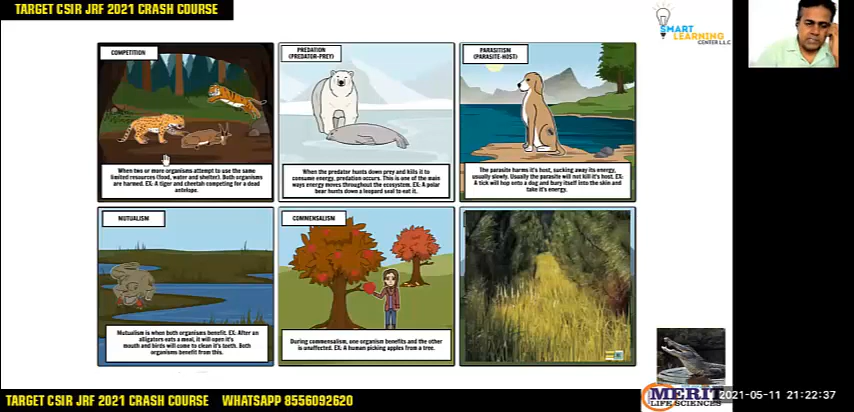 TARGET CSIR JRF 2021 CRASH COURSE
SMART
LEARNING
CENTER L.L.C
COMPETITION
When two or more organisms attempt to use the same
limited resources (food, water and shelter). Both organisms
are harmed. EX: A tiger and cheetah competing for a dead
antelope.
PREDATION
(PREDATOR-PREY)
When the predator hunts down prey and kills it to
consume energy, predation occurs. This is one of the main
ways energy moves throughout the ecosystem. EX: A polar
bear hunts down a leopard seal to eat it.
PARASITISM
(PARASITE-HOST)
The parasite harms it's host, sucking away its energy,
usually slowly. Usually the parasite will not kill it's host. EX:
A tick will hop onto a dog and bury itself into the skin and
take it's energy.
MUTUALISM
Mutualism is when both organisms benefit. EX: After an
alligators eats a meal, it will open it's
mouth and birds will come to clean it's teeth. Both
organisms benefit from this.
COMMENSALISM
During commensalism, one organism benefits and the other
is unaffected. EX: A human picking apples from a tree.
MERIT
LIFE SCIENCES
2021-05-11 21:22:37
TARGET CSIR JRF 2021 CRASH COURSE WHATSAPP 8556092620